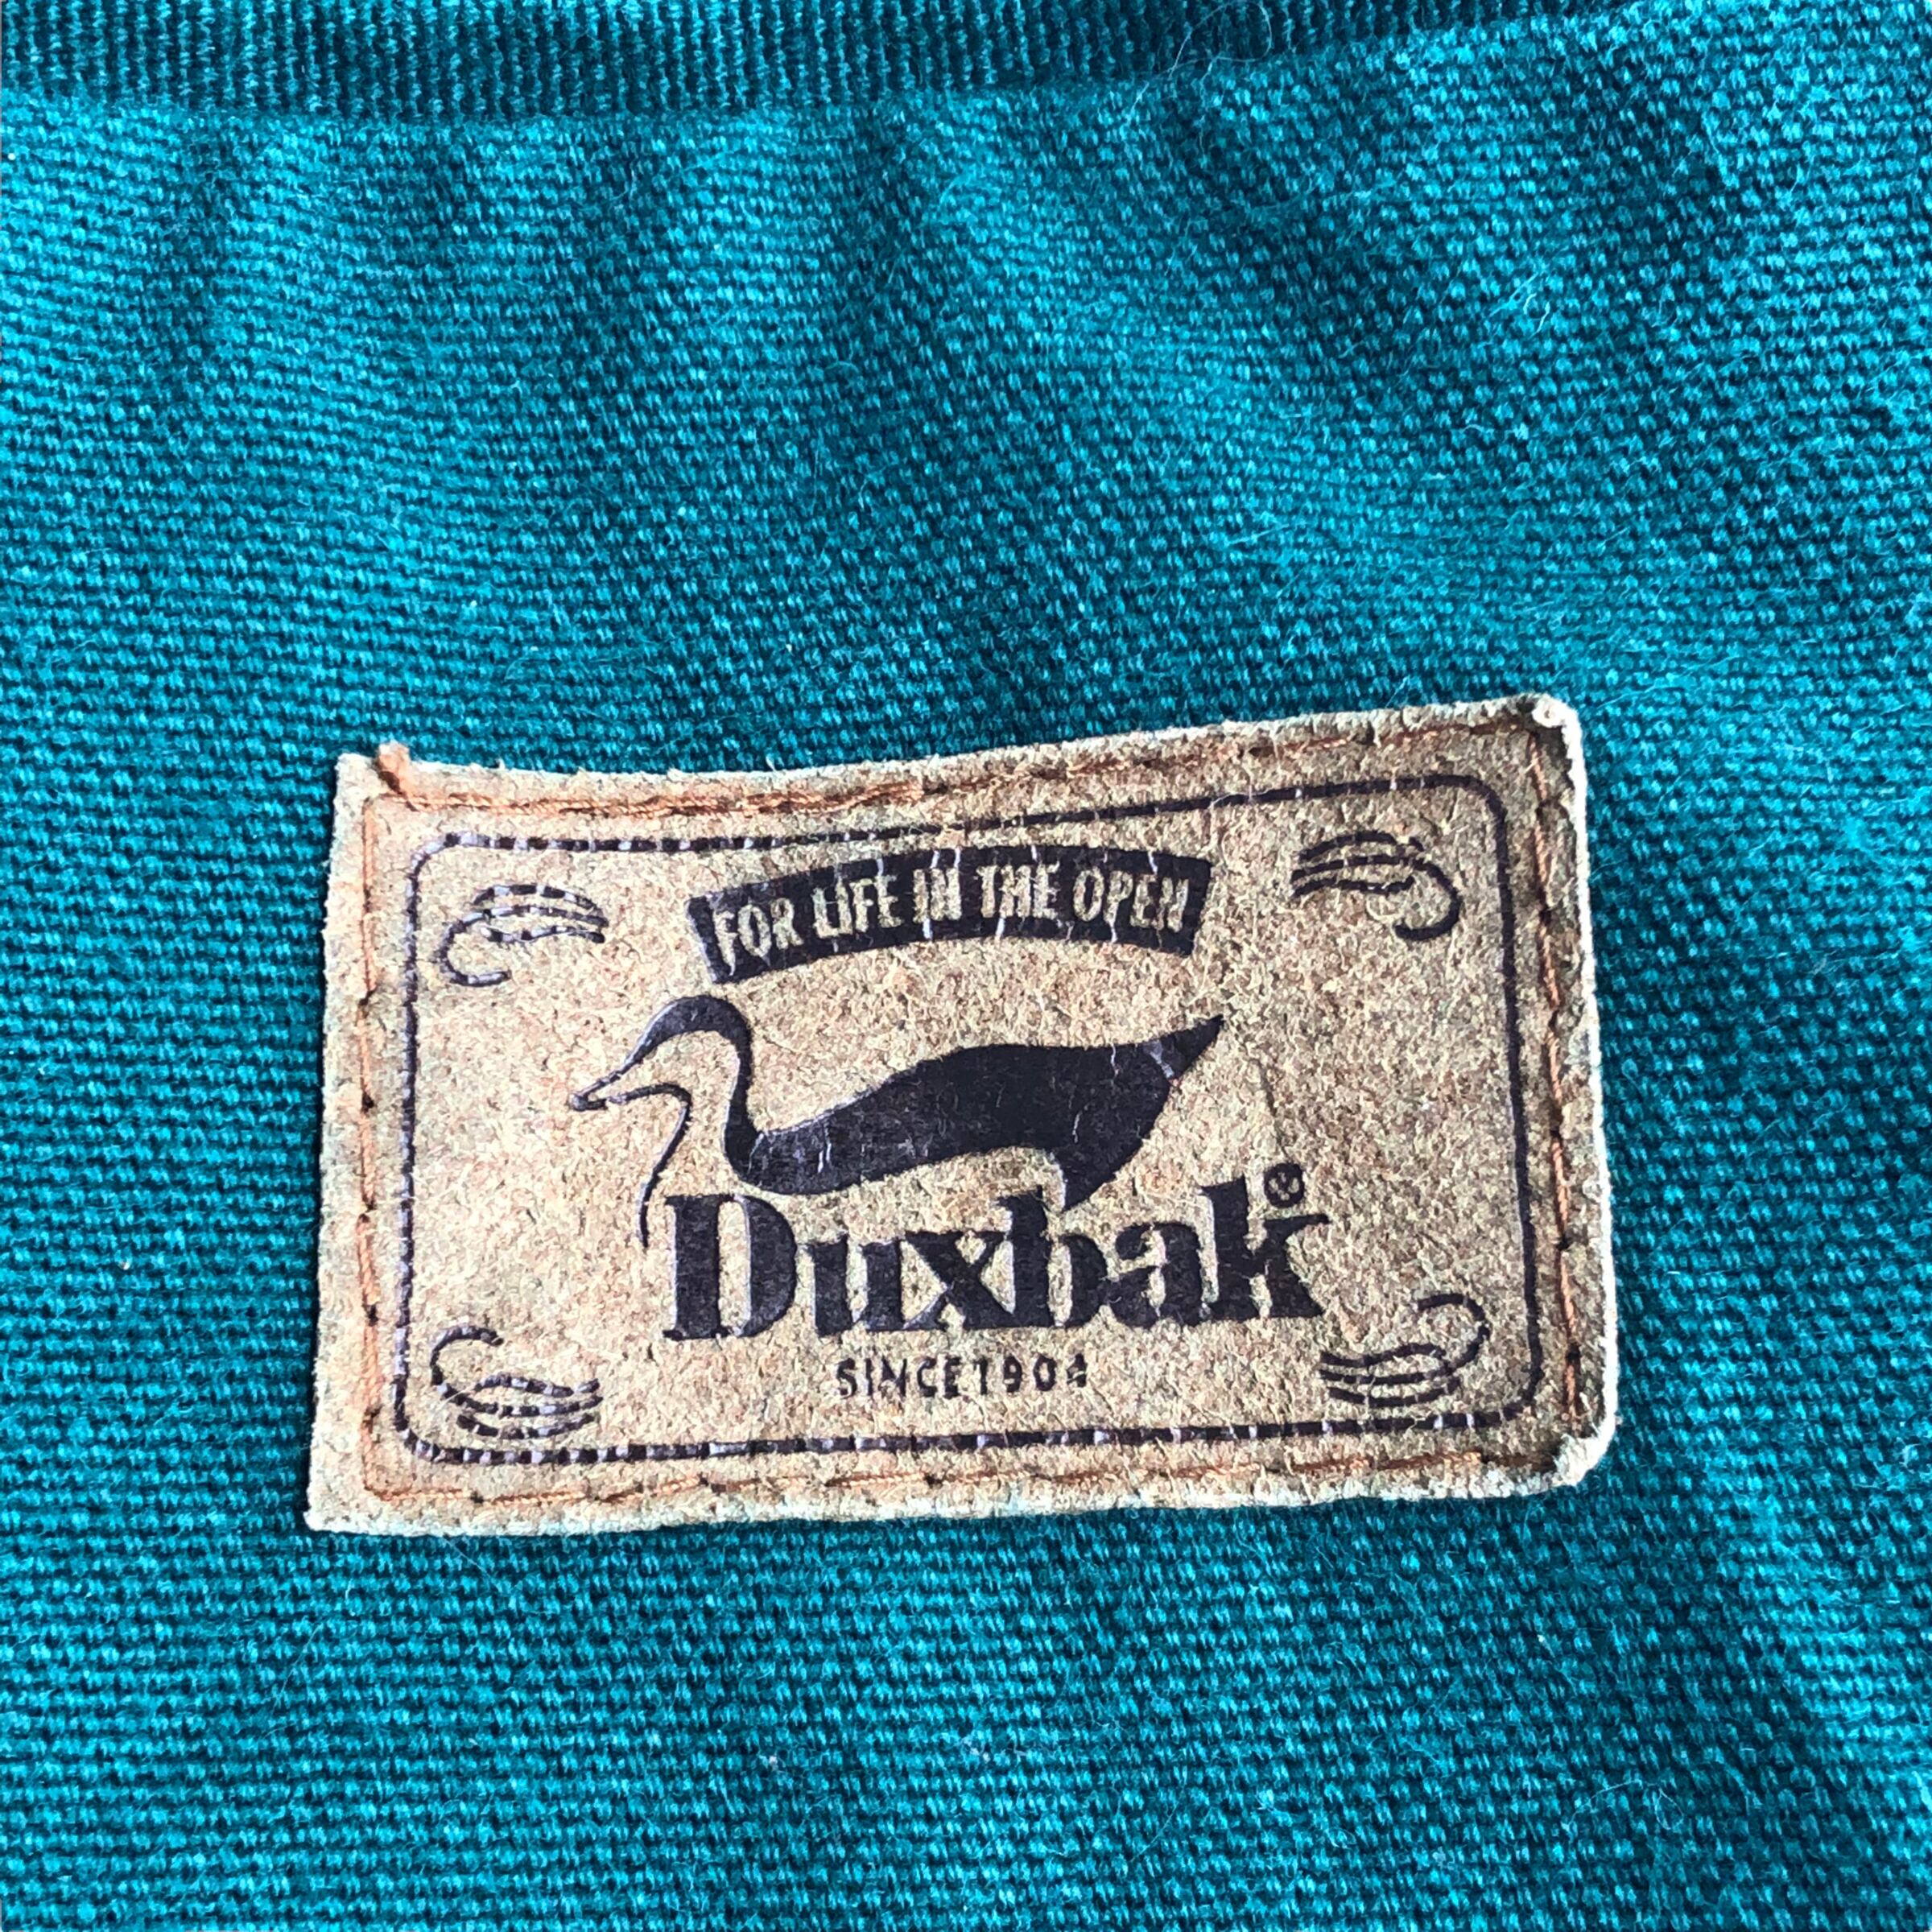 FOR LIFE IN THE OPEN
Duxbak®
SINCE 1904